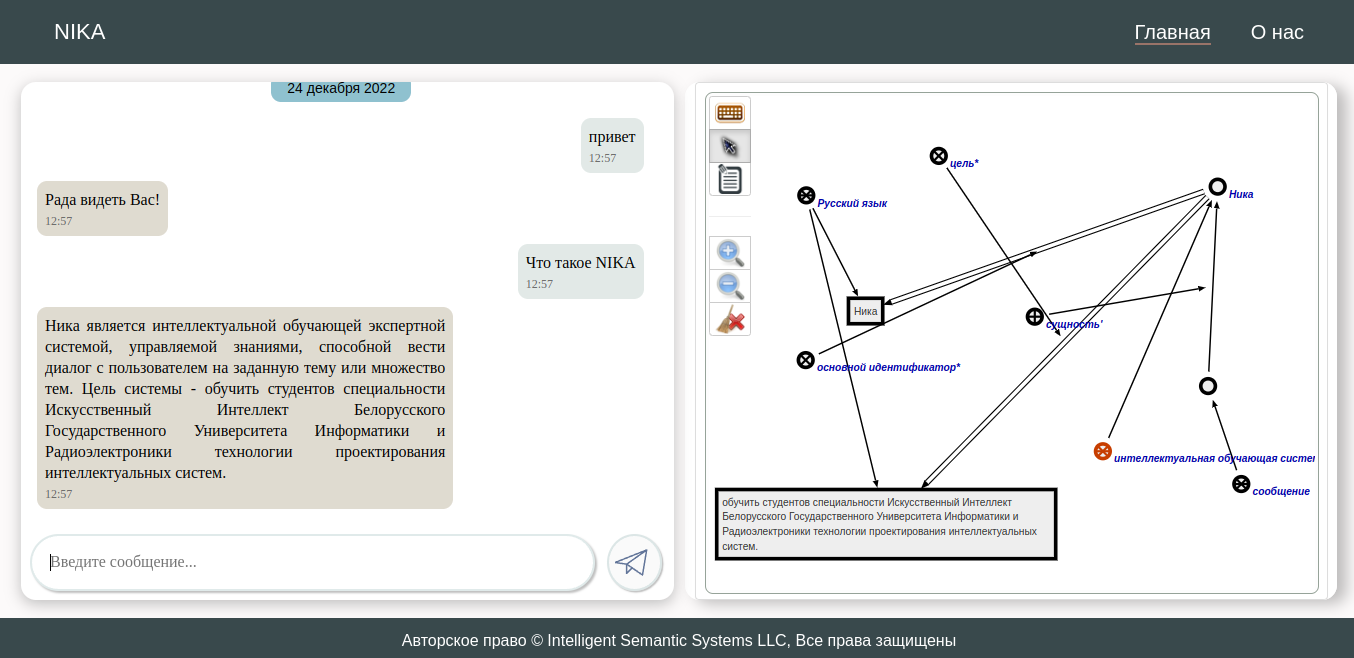 NIKA
Главная
О нас
24 декабря 2022
привет
12:57
Рада видеть Вас!
12:57
Что такое NIKA
12:57
Ника является интеллектуальной обучающей экспертной
системой, управляемой знаниями, способной вести
диалог с пользователем на заданную тему или множество
тем. Цель системы - обучить студентов специальности
Искусственный Интеллект Белорусского
Государственного Университета Информатики и
Радиоэлектроники технологии проектирования
интеллектуальных систем.
12:57
Введите сообщение...
цель*
Русский язык
Ника
Ника
сущность'
основной идентификатор*
интеллектуальная обучающая систем
сообщение
обучить студентов специальности Искусственный Интеллект
Белорусского Государственного Университета Информатики и
Радиоэлектроники технологии проектирования интеллектуальных
систем.
Авторское право © Intelligent Semantic Systems LLC, Все права защищены